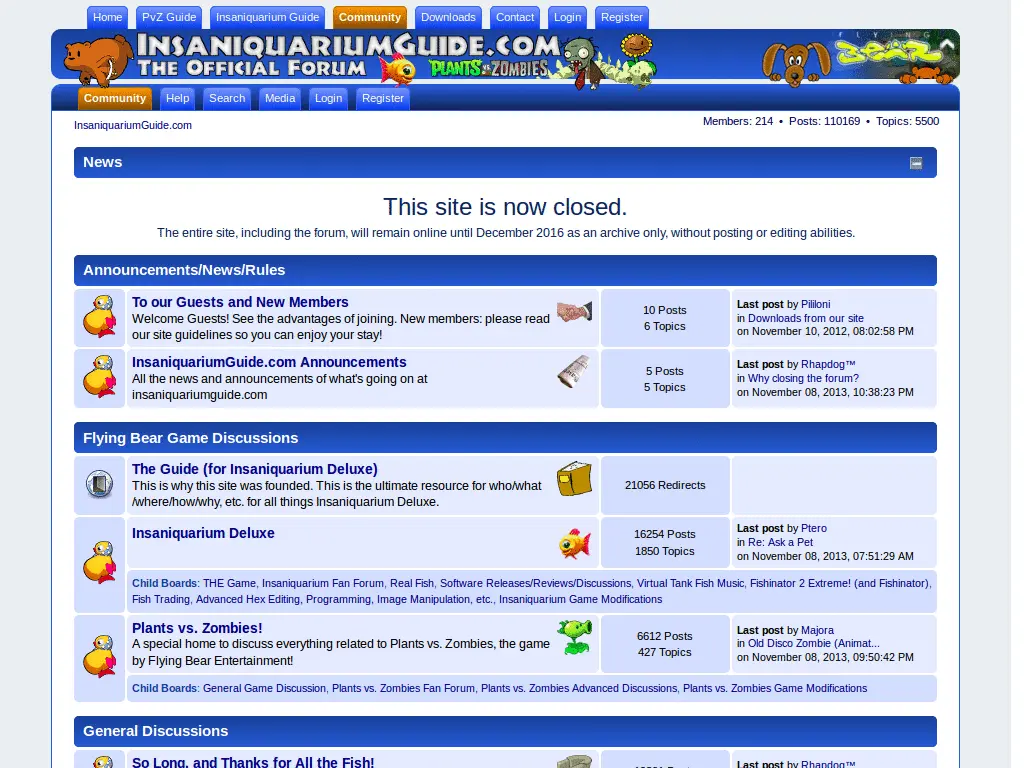 Home PvZ Guide Insaniquarium Guide Community Downloads Contact Login Register
INSANIQUARIUMGUIDE.COM
THE OFFICIAL FORUM
PLANTS VS. ZOMBIES
FLYING
BEAR
Community Help Search Media Login Register
InsaniquariumGuide.com
Members: 214 • Posts: 110169 • Topics: 5500
News
This site is now closed.
The entire site, including the forum, will remain online until December 2016 as an archive only, without posting or editing abilities.
Announcements/News/Rules
To our Guests and New Members
Welcome Guests! See the advantages of joining. New members: please read
our site guidelines so you can enjoy your stay!
10 Posts
6 Topics
Last post by Pililoni
in Downloads from our site
on November 10, 2012, 08:02:58 PM
InsaniquariumGuide.com Announcements
All the news and announcements of what's going on at
insaniquariumguide.com
5 Posts
5 Topics
Last post by Rhapdog™
in Why closing the forum?
on November 08, 2013, 10:38:23 PM
Flying Bear Game Discussions
The Guide (for Insaniquarium Deluxe)
This is why this site was founded. This is the ultimate resource for who/what
/where/how/why, etc. for all things Insaniquarium Deluxe.
21056 Redirects
Insaniquarium Deluxe
16254 Posts
1850 Topics
Last post by Ptero
in Re: Ask a Pet
on November 08, 2013, 07:51:29 AM
Child Boards: THE Game, Insaniquarium Fan Forum, Real Fish, Software Releases/Reviews/Discussions, Virtual Tank Fish Music, Fishinator 2 Extreme! (and Fishinator),
Fish Trading, Advanced Hex Editing, Programming, Image Manipulation, etc., Insaniquarium Game Modifications
Plants vs. Zombies!
A special home to discuss everything related to Plants vs. Zombies, the game
by Flying Bear Entertainment!
6612 Posts
427 Topics
Last post by Majora
in Old Disco Zombie (Animat...
on November 08, 2013, 09:50:42 PM
Child Boards: General Game Discussion, Plants vs. Zombies Fan Forum, Plants vs. Zombies Advanced Discussions, Plants vs. Zombies Game Modifications
General Discussions
So Long, and Thanks for All the Fish!
Last post by Rhapdog™